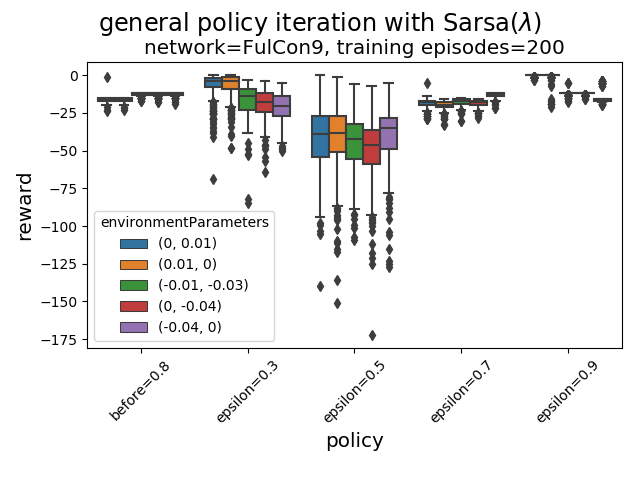 general policy iteration with Sarsa(λ)
network=FulCon9, training episodes=200
reward
0
−25
−50
−75
−100
−125
−150
−175
environmentParameters
(0, 0.01)
(0.01, 0)
(-0.01, -0.03)
(0, -0.04)
(-0.04, 0)
before=0.8
epsilon=0.3
epsilon=0.5
epsilon=0.7
epsilon=0.9
policy